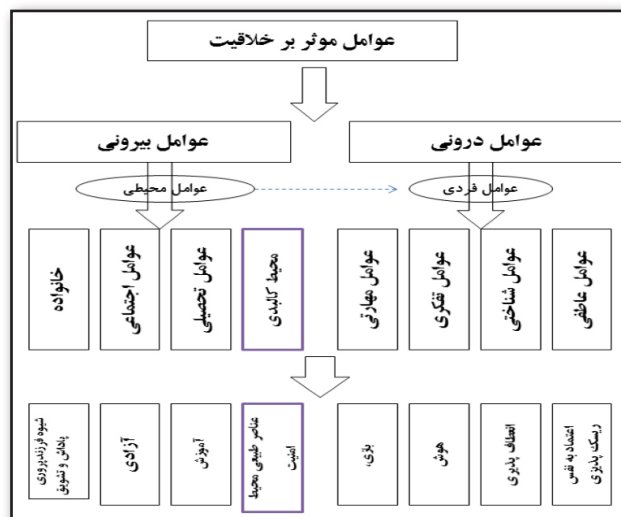 عوامل موثر بر خلاقیت
عوامل درونی
عوامل بیرونی
عوامل فردی
عوامل محیطی
عوامل عاطفی
عوامل شناختی
عوامل تفکری
عوامل مهارتی
محیط کالبدی
عوامل تحصیلی
عوامل اجتماعی
خانواده
ریسک پذیری
اعتماد به نفس
انعطاف پذیری
هوش
بازی،
عناصر طبیعی محیط
امنیت
آموزش
آزادی
شیوه فرزندپروری
پاداش و تشویق